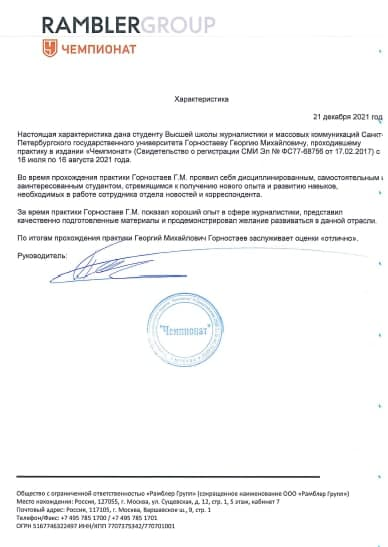 RAMBLERGROUP
ЧЕМПИОНАТ
Характеристика
21 декабря 2021 год
Настоящая характеристика дана студенту Высшей школы журналистики и массовых коммуникаций Санкт-
Петербургского государственного университета Горностаеву Георгию Михайловичу, проходившему
практику в издании «Чемпионат» (Свидетельство о регистрации СМИ Эл № ФС77-68756 от 17.02.2017) с
16 июля по 16 августа 2021 года.
Во время прохождения практики Горностаев Г.М. проявил себя дисциплинированным, самостоятельным и
заинтересованным студентом, стремящимся к получению нового опыта и развитию навыков,
необходимых в работе сотрудника отдела новостей и корреспондента.
За время практики Горностаев Г.М. показал хороший опыт в сфере журналистики, представил
качественно подготовленные материалы и продемонстрировал желание развиваться в данной отрасли.
По итогам прохождения практики Георгий Михайлович Горностаев заслуживает оценки «отлично».
Руководитель:
"Чемпионат"
Общество с ограниченной ответственностью «Рамблер Групп» (сокращенное наименование ООО «Рамблер Групп»)
Место нахождения: Россия, 127055, г. Москва, ул. Сущевская, д. 12, стр. 1, 5 этаж, кабинет 7
Почтовый адрес: Россия, 117105, г. Москва, Варшавское ш., 9, стр. 1
Телефон/Факс: +7 495 785 1700 / +7 495 785 1701
ОГРН 5167746322497 ИНН/КПП 7707375342/770701001